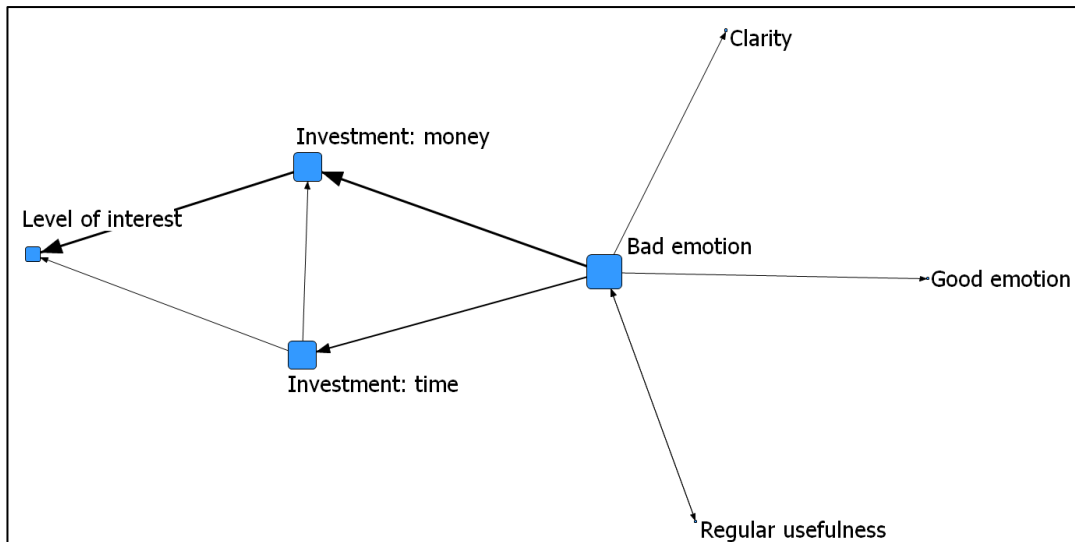 Clarity
Investment: money
Level of interest
Bad emotion
Good emotion
Investment: time
Regular usefulness